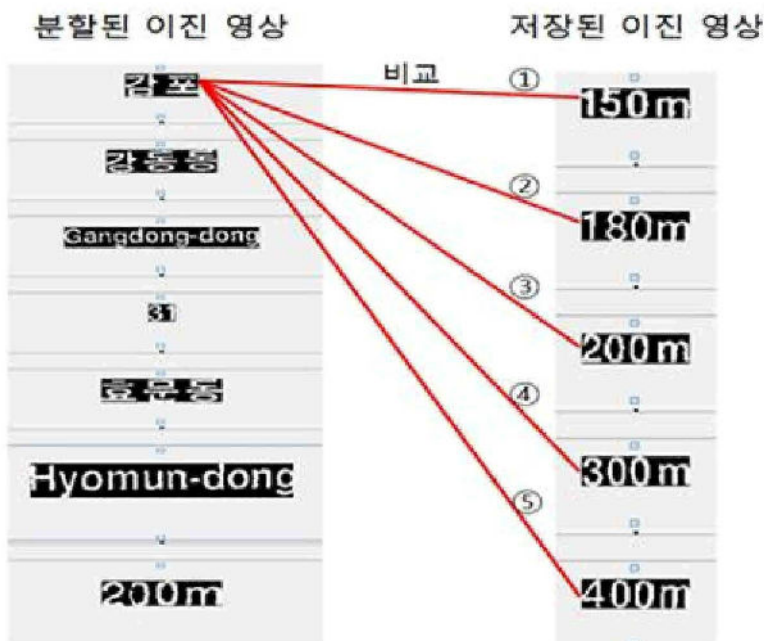 분할된 이진 영상
저장된 이진 영상
비교
감포
강동동
Gangdong-dong
31
효문동
Hyomun-dong
200m
①
②
③
④
⑤
150m
180m
200m
300m
400m